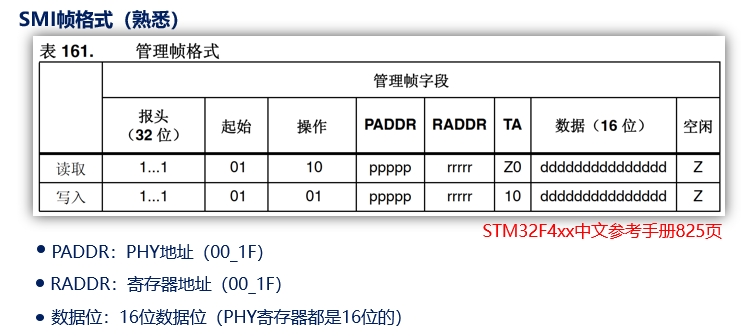 SMI帧格式（熟悉）
表 161. 管理帧格式
管理帧字段
报头（32 位） 起始 操作 PADDR RADDR TA 数据（16 位） 空闲
读取 1...1 01 10 ppppp rrrrr Z0 dddddddddddddddd Z
写入 1...1 01 01 ppppp rrrrr 10 dddddddddddddddd Z
STM32F4xx中文参考手册825页
• PADDR：PHY地址（00_1F）
• RADDR：寄存器地址（00_1F）
• 数据位：16位数据位（PHY寄存器都是16位的）